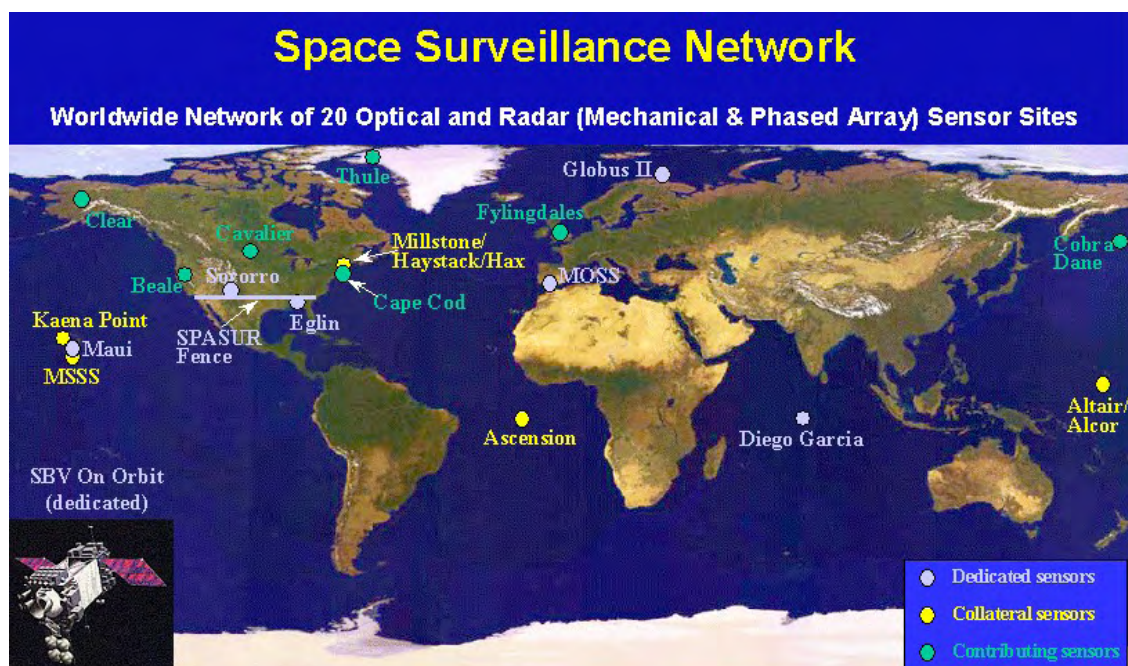 Space Surveillance Network
Worldwide Network of 20 Optical and Radar (Mechanical & Phased Array) Sensor Sites
Thule
Globus II
Clear
Fylingdales
Cavalier
Millstone/
Haystack/Hax
Cobra
Dane
Beale
Socorro
MOSS
Cape Cod
Kaena Point
SPASUR
Fence
Eglin
Maui
MSSS
Altair/
Alcor
Ascension
Diego Garcia
SBV On Orbit
(dedicated)
Dedicated sensors
Collateral sensors
Contributing sensors